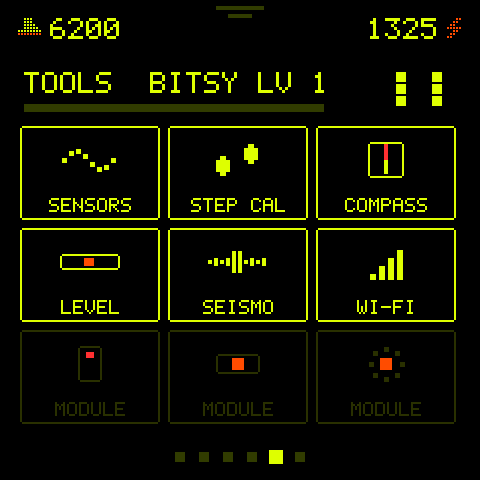 6200 1325
TOOLS BITSY LV 1
SENSORS STEP CAL COMPASS
LEVEL SEISMO WI-FI
MODULE MODULE MODULE